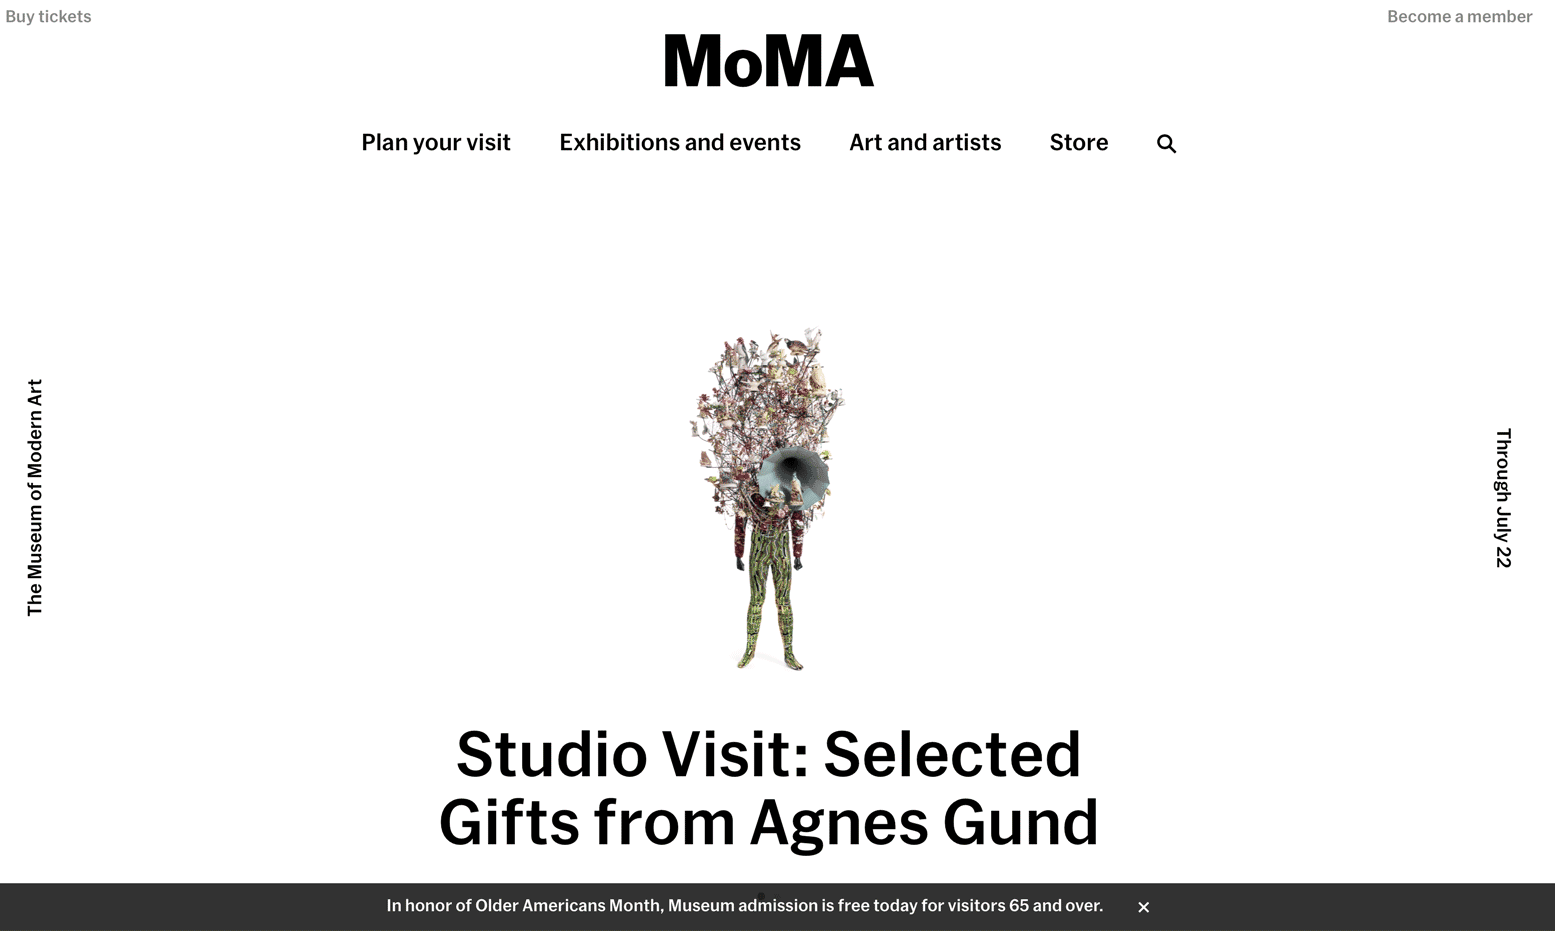 Buy tickets
Become a member
MoMA
Plan your visit
Exhibitions and events
Art and artists
Store
The Museum of Modern Art
Through July 22
Studio Visit: Selected
Gifts from Agnes Gund
In honor of Older Americans Month, Museum admission is free today for visitors 65 and over.